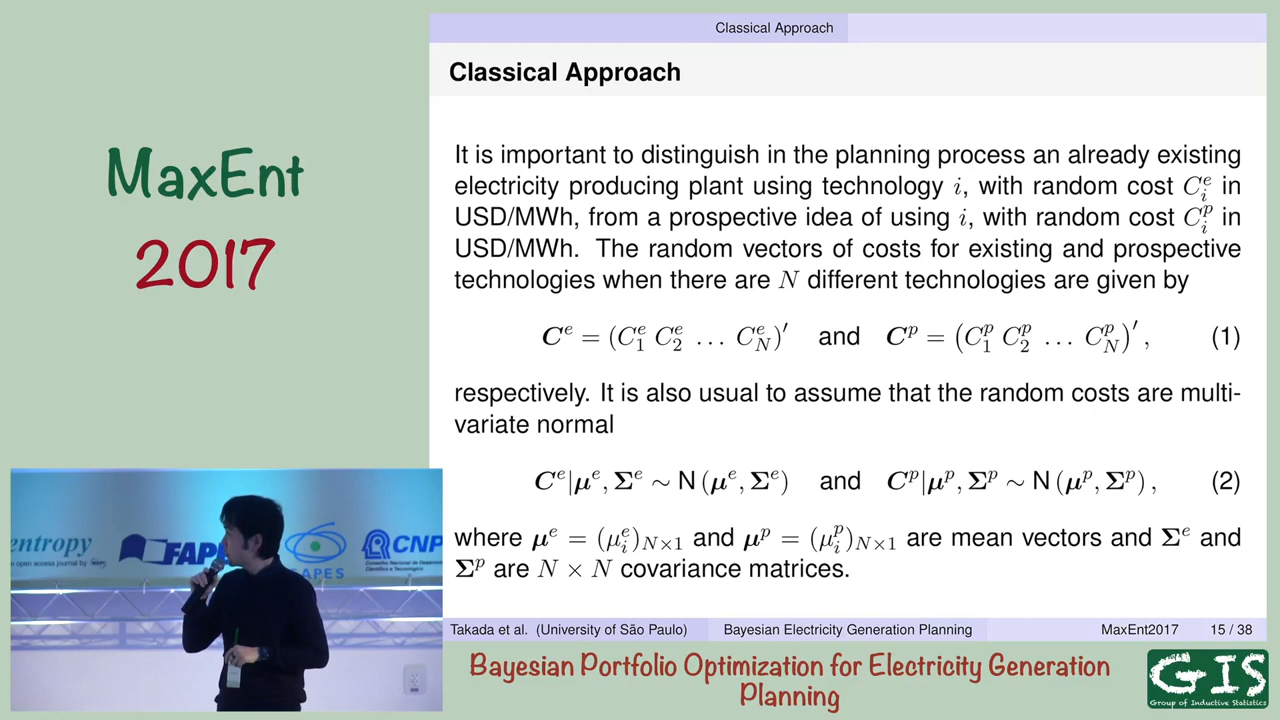 MaxEnt
2017
Classical Approach
Classical Approach
It is important to distinguish in the planning process an already existing
electricity producing plant using technology i, with random cost C_i^e in
USD/MWh, from a prospective idea of using i, with random cost C_i^p in
USD/MWh. The random vectors of costs for existing and prospective
technologies when there are N different technologies are given by
C^e = (C_1^e C_2^e ... C_N^e)′ and C^p = (C_1^p C_2^p ... C_N^p)′, (1)
respectively. It is also usual to assume that the random costs are multi-
variate normal
C^e|μ^e, Σ^e ∼ N (μ^e, Σ^e) and C^p|μ^p, Σ^p ∼ N (μ^p, Σ^p), (2)
where μ^e = (μ_i^e)_{N×1} and μ^p = (μ_i^p)_{N×1} are mean vectors and Σ^e and
Σ^p are N × N covariance matrices.
Takada et al. (University of São Paulo) Bayesian Electricity Generation Planning MaxEnt2017 15 / 38
Bayesian Portfolio Optimization for Electricity Generation
Planning
GIS
Group of Inductive Statistics
entropy
open access journal by
FAP
APES
CNP